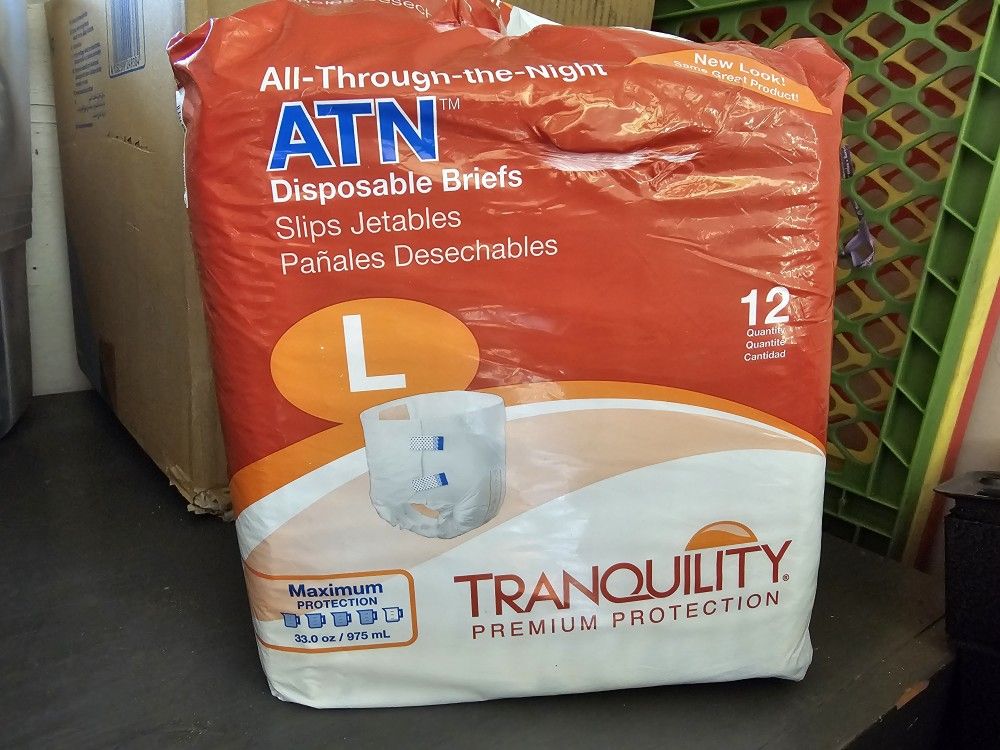 All-Through-the-Night
ATN™
Disposable Briefs
Slips Jetables
Pañales Desechables
New Look!
Same Great Product!
12
Quantity
Quantité
Cantidad
L
Maximum
PROTECTION
33.0 oz / 975 mL
TRANQUILITY®
PREMIUM PROTECTION